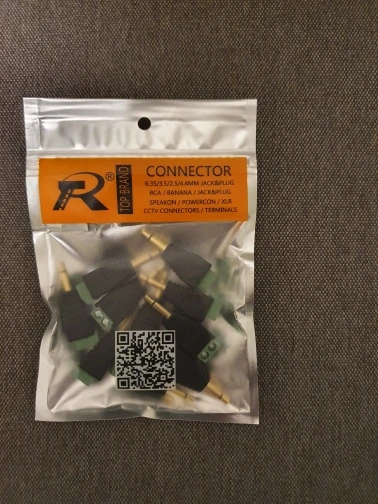 R®
TOP BRAND
CONNECTOR
6.35/3.5/2.5/4.4MM JACK&PLUG
RCA / BANANA / JACK&PLUG
SPEAKON / POWERCON / XLR
CCTV CONNECTORS / TERMINALS